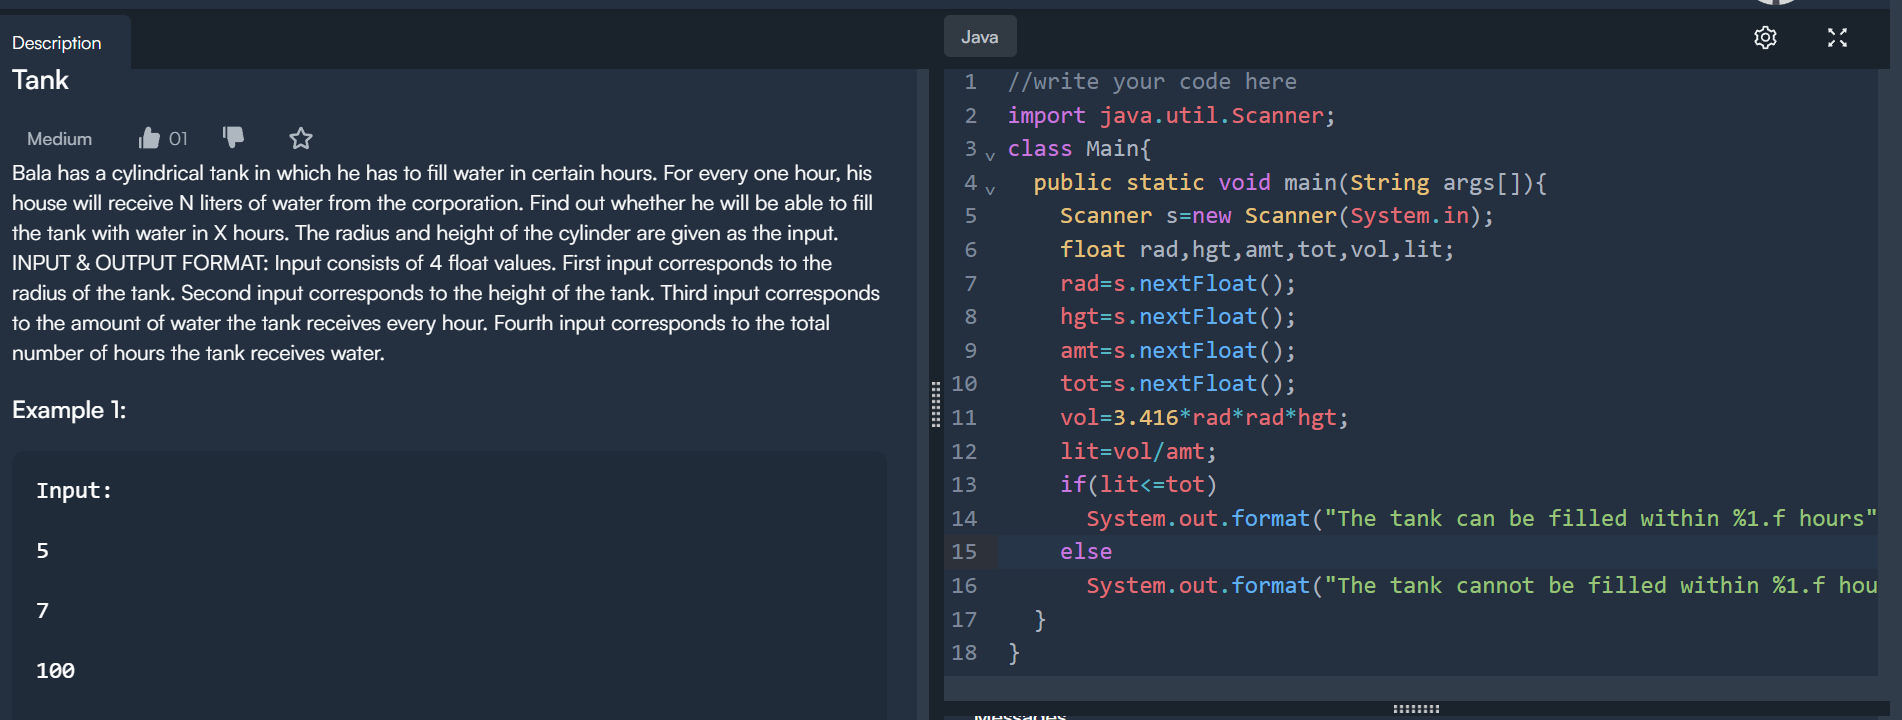 Description
Tank
Medium
01
Bala has a cylindrical tank in which he has to fill water in certain hours. For every one hour, his
house will receive N liters of water from the corporation. Find out whether he will be able to fill
the tank with water in X hours. The radius and height of the cylinder are given as the input.
INPUT & OUTPUT FORMAT: Input consists of 4 float values. First input corresponds to the
radius of the tank. Second input corresponds to the height of the tank. Third input corresponds
to the amount of water the tank receives every hour. Fourth input corresponds to the total
number of hours the tank receives water.
Example 1:
Input:
5
7
100
Java
1 //write your code here
2 import java.util.Scanner;
3 class Main{
4 public static void main(String args[]){
5 Scanner s=new Scanner(System.in);
6 float rad,hgt,amt,tot,vol,lit;
7 rad=s.nextFloat();
8 hgt=s.nextFloat();
9 amt=s.nextFloat();
10 tot=s.nextFloat();
11 vol=3.416*rad*rad*hgt;
12 lit=vol/amt;
13 if(lit<=tot)
14 System.out.format("The tank can be filled within %1.f hours"
15 else
16 System.out.format("The tank cannot be filled within %1.f hou
17 }
18 }
Messages